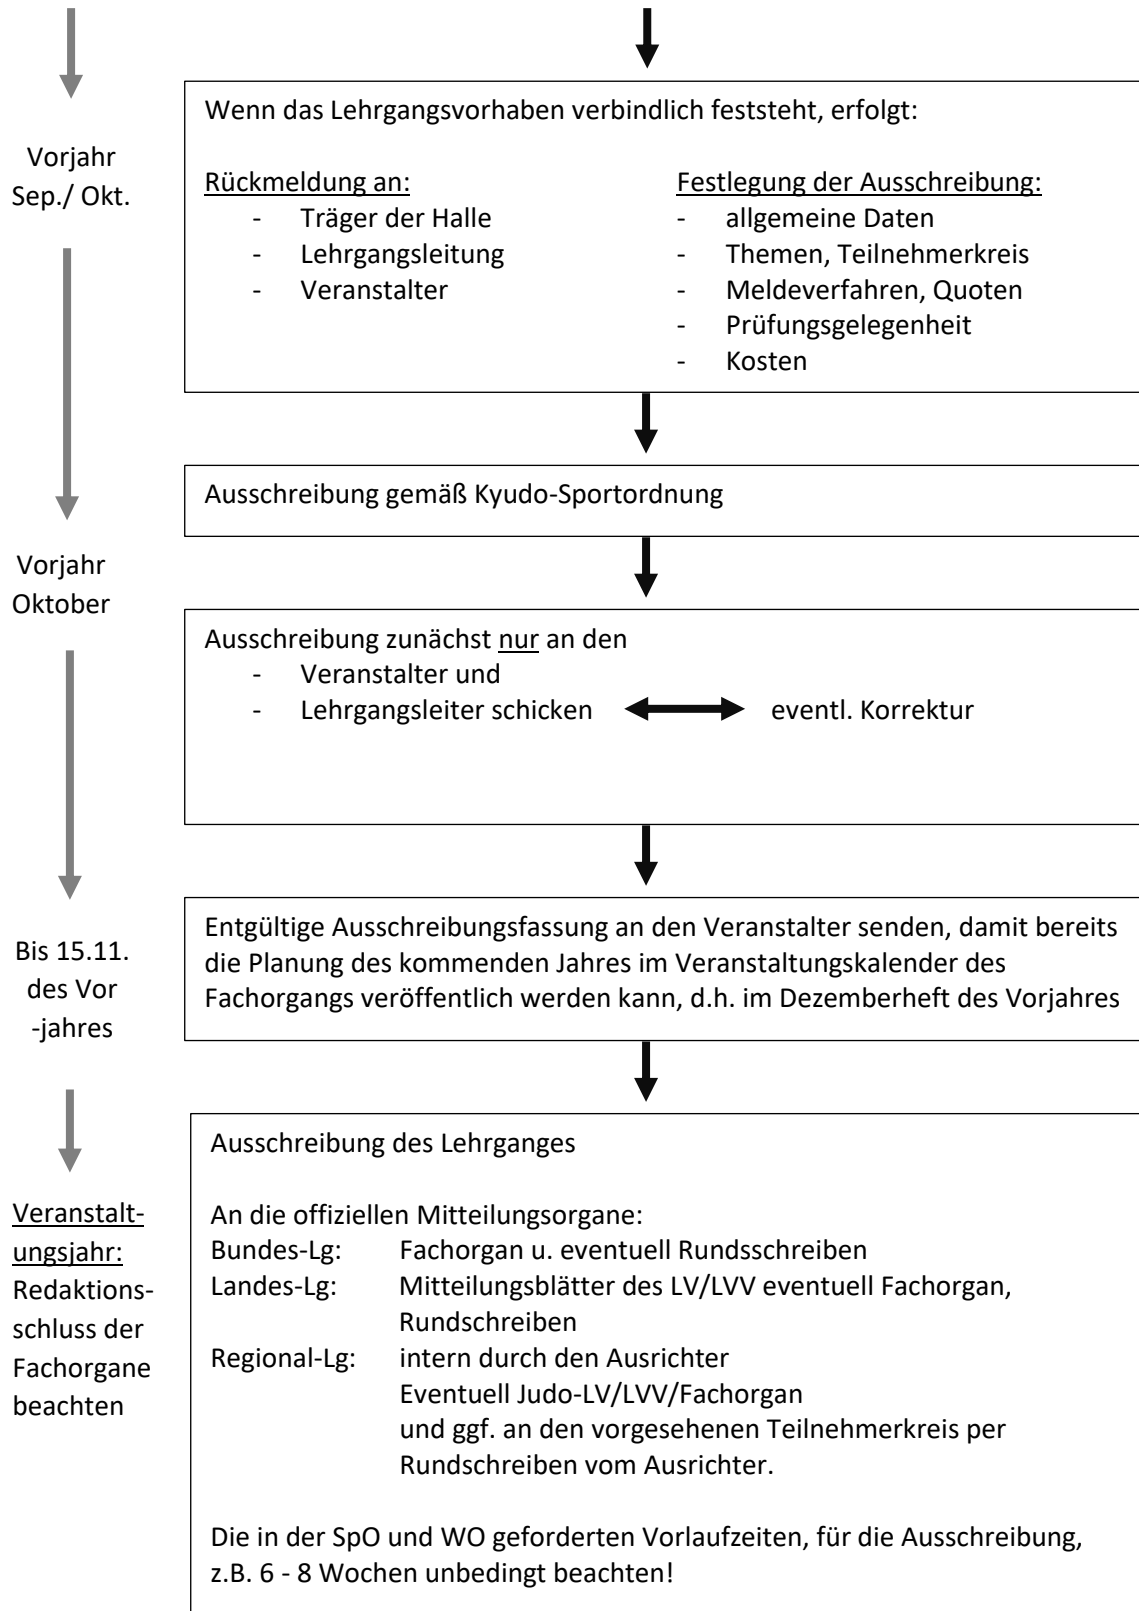 Vorjahr
Sep./ Okt.
Wenn das Lehrgangsvorhaben verbindlich feststeht, erfolgt:
Rückmeldung an:
- Träger der Halle
- Lehrgangsleitung
- Veranstalter
Festlegung der Ausschreibung:
- allgemeine Daten
- Themen, Teilnehmerkreis
- Meldeverfahren, Quoten
- Prüfungsgelegenheit
- Kosten
Ausschreibung gemäß Kyudo-Sportordnung
Vorjahr
Oktober
Ausschreibung zunächst nur an den
- Veranstalter und
- Lehrgangsleiter schicken eventl. Korrektur
Bis 15.11.
des Vor
-jahres
Entgültige Ausschreibungsfassung an den Veranstalter senden, damit bereits
die Planung des kommenden Jahres im Veranstaltungskalender des
Fachorgangs veröffentlich werden kann, d.h. im Dezemberheft des Vorjahres
Veranstalt-
ungsjahr:
Redaktions-
schluss der
Fachorgane
beachten
Ausschreibung des Lehrganges
An die offiziellen Mitteilungsorgane:
Bundes-Lg: Fachorgan u. eventuell Rundsschreiben
Landes-Lg: Mitteilungsblätter des LV/LVV eventuell Fachorgan,
Rundschreiben
Regional-Lg: intern durch den Ausrichter
Eventuell Judo-LV/LVV/Fachorgan
und ggf. an den vorgesehenen Teilnehmerkreis per
Rundschreiben vom Ausrichter.
Die in der SpO und WO geforderten Vorlaufzeiten, für die Ausschreibung,
z.B. 6 - 8 Wochen unbedingt beachten!